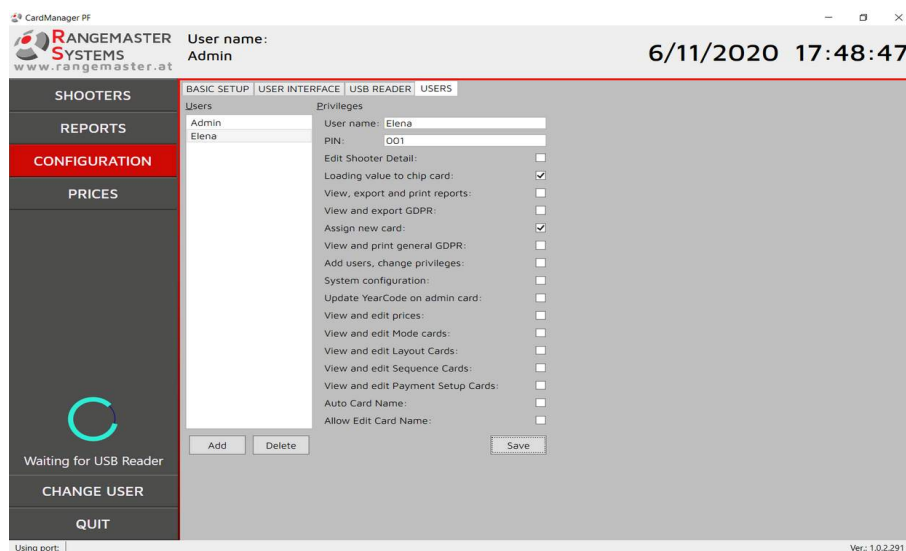 CardManager PF
RANGEMASTER
SYSTEMS
www.rangemaster.at
User name:
Admin
6/11/2020 17:48:47
SHOOTERS
REPORTS
CONFIGURATION
PRICES
Waiting for USB Reader
CHANGE USER
QUIT
BASIC SETUP USER INTERFACE USB READER USERS
Users
Admin
Elena
Add Delete
Privileges
User name: Elena
PIN: 001
Edit Shooter Detail:
Loading value to chip card:
View, export and print reports:
View and export GDPR:
Assign new card:
View and print general GDPR:
Add users, change privileges:
System configuration:
Update YearCode on admin card:
View and edit prices:
View and edit Mode cards:
View and edit Layout Cards:
View and edit Sequence Cards:
View and edit Payment Setup Cards:
Auto Card Name:
Allow Edit Card Name:
Save
Using port:
Ver.: 1.0.2.291